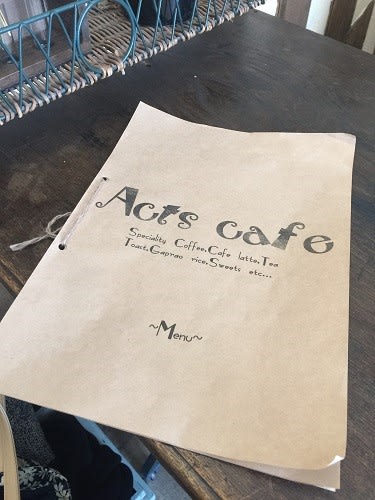 Acts cafe
Speciality Coffee.Cafe latte.Tea
Toast.Gaprao rice.Sweets etc...
~Menu~